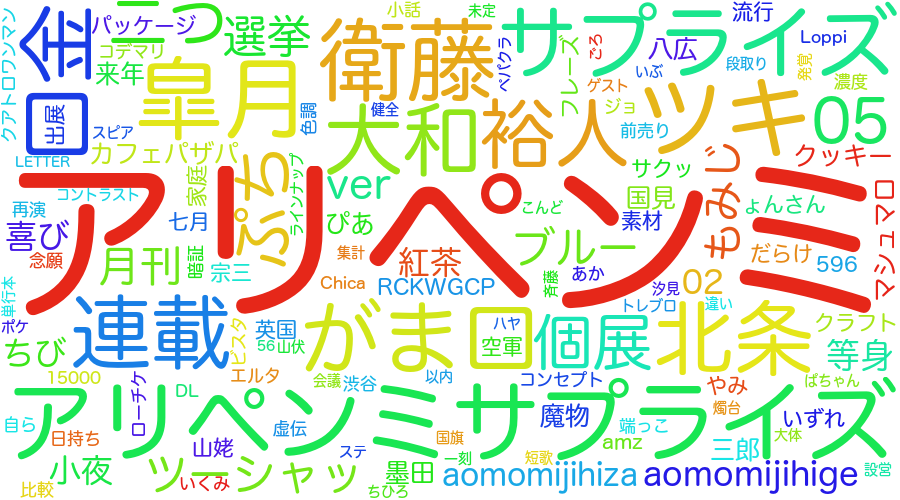 クアトロワンマン
金
パッケージ
三つ
小話
未定
サプライズ
流行
Loppi
コデマリ
来年
選挙
衛藤
ベパクラ
フレーズ
ごろ
八広
段取り
発覚
いぶ
濃度
出展
スピア
皐月
色調
健全
大和
裕人
ゲスト
ジョ
ツキ
前売り
05
LETTER
カフェパザパ
家庭
ぷち
ラインナップ
ver
サクッ
もみじ
クッキー
アリペンミ
コントラスト
再演
七月
ぴあ
こんど
国見
素材
ょんさん
マシュマロ
喜び
念願
月刊
暗証
宗三
集計
紅茶
ブルー
斉藤
あか
だらけ
596
Chica
RCKWGCP
汐見
02
単行本
ポケ
連載
がま
トレブロ
違い
ビスタ
英国
ハヤ
個展
北条
クラフト
ちび
56
山伏
空軍
等身
15000
エルタ
会議
渋谷
以内
コンセプト
やみ
ぱちゃん
DL
ローチケ
アリペンミサプライズ
魔物
燭台
いずれ
自ら
日持ち
山姥
虚伝
ステ
国旗
端っこ
大体
小夜
ツーシャッ
墨田
一刻
短歌
amz
三郎
比較
いくみ
ちひろ
aomomijihiza
aomomijihige
設営